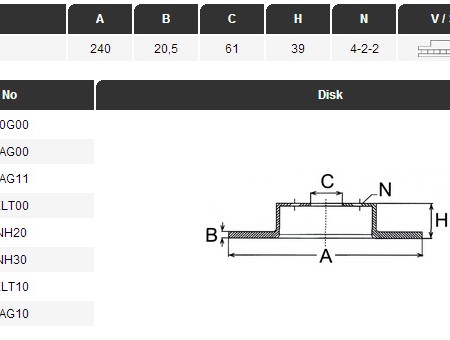 A B C H N V /
240 20,5 61 39 4-2-2
No Disk
0G00
AG00
AG11
LT00
NH20
NH30
LT10
AG10
C
N
B
H
A